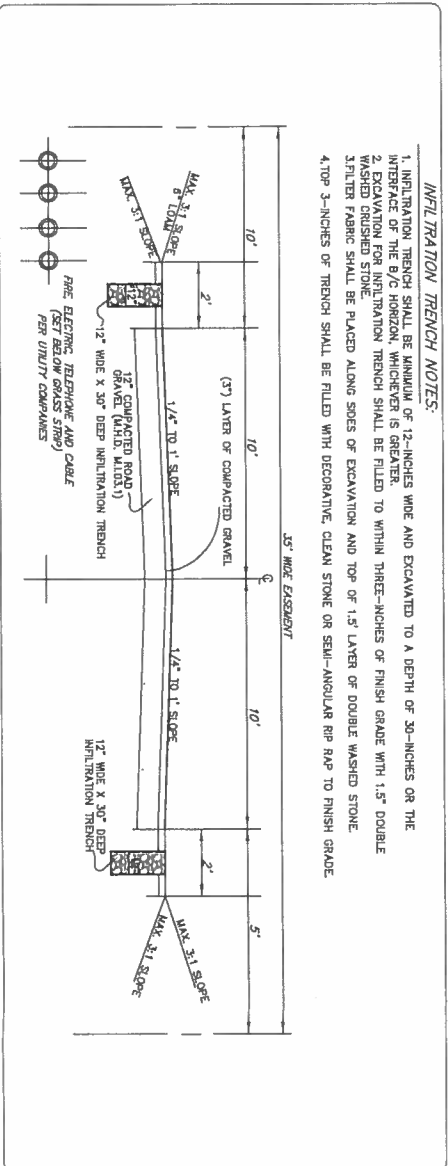 INFILTRATION TRENCH NOTES:
1. INFILTRATION TRENCH SHALL BE MINIMUM OF 12-INCHES WIDE AND EXCAVATED TO A DEPTH OF 30-INCHES OR THE
INTERFACE OF THE B/C HORIZON, WHICHEVER IS GREATER.
2. EXCAVATION FOR INFILTRATION TRENCH SHALL BE FILLED TO WITHIN THREE-INCHES OF FINISH GRADE WITH 1.5" DOUBLE
WASHED CRUSHED STONE.
3.FILTER FABRIC SHALL BE PLACED ALONG SIDES OF EXCAVATION AND TOP OF 1.5' LAYER OF DOUBLE WASHED STONE.
4.TOP 3-INCHES OF TRENCH SHALL BE FILLED WITH DECORATIVE, CLEAN STONE OR SEMI-ANGULAR RIP RAP TO FINISH GRADE.
35' WIDE EASEMENT
10'
10'
10'
5'
2'
2'
℄
(3") LAYER OF COMPACTED GRAVEL
MAX. 3:1 SLOPE
6" LOAM
MAX. 3:1 SLOPE
12"
1/4" TO 1' SLOPE
1/4" TO 1' SLOPE
MAX. 3:1 SLOPE
MAX. 3:1 SLOPE
12" COMPACTED ROAD
GRAVEL (M.H.D. M.1.03.1)
12" WIDE X 30" DEEP INFILTRATION TRENCH
12" WIDE X 30" DEEP
INFILTRATION TRENCH
FIRE, ELECTRIC, TELEPHONE AND CABLE
(SET BELOW GRASS STRIP)
PER UTILITY COMPANIES